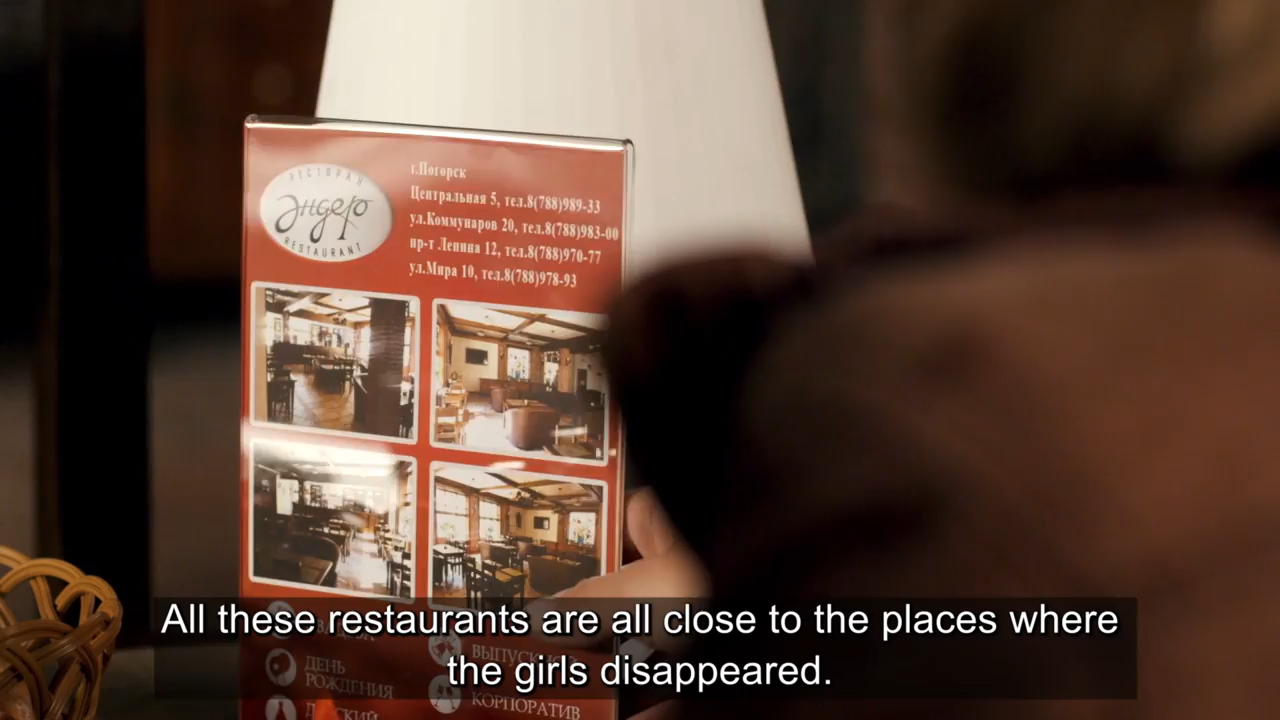 РЕСТОРАН
Эндеро
RESTAURANT
г.Погорск
Центральная 5, тел.8(788)989-33
ул.Коммунаров 20, тел.8(788)983-00
пр-т Ленина 12, тел.8(788)970-77
ул.Мира 10, тел.8(788)978-93
All these restaurants are all close to the places where
the girls disappeared.
ДЕНЬ
РОЖДЕНИЯ
КОРПОРАТИВ